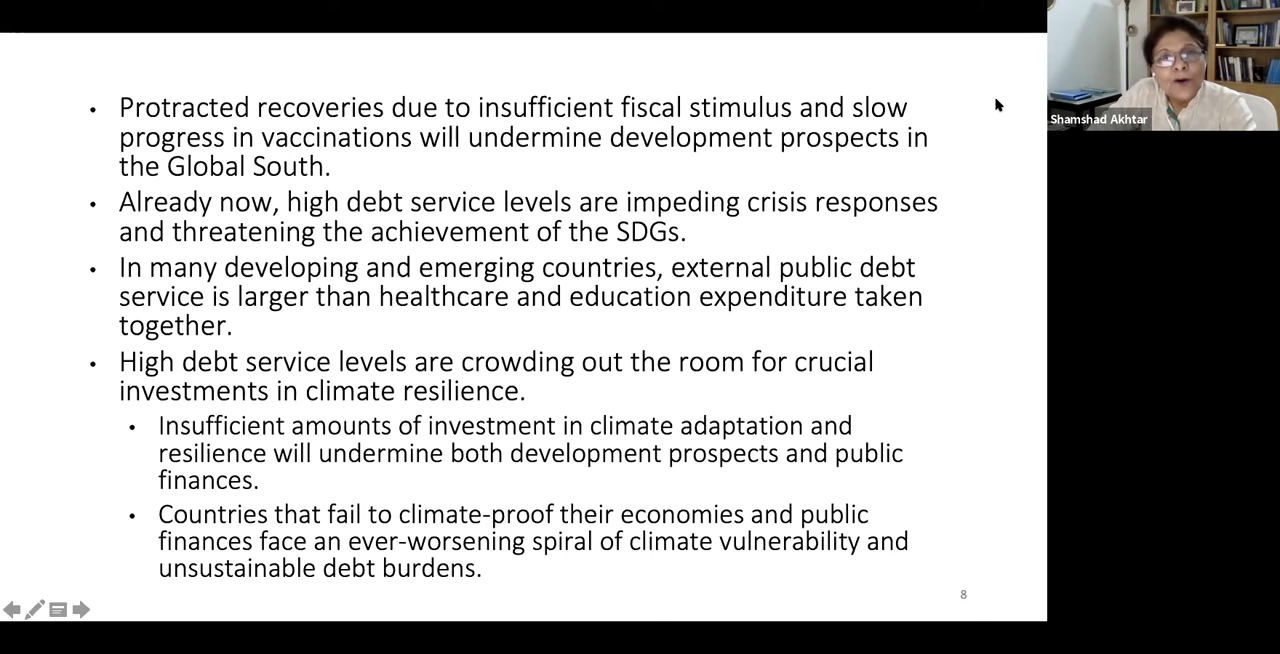 • Protracted recoveries due to insufficient fiscal stimulus and slow
progress in vaccinations will undermine development prospects in
the Global South.
• Already now, high debt service levels are impeding crisis responses
and threatening the achievement of the SDGs.
• In many developing and emerging countries, external public debt
service is larger than healthcare and education expenditure taken
together.
• High debt service levels are crowding out the room for crucial
investments in climate resilience.
• Insufficient amounts of investment in climate adaptation and
resilience will undermine both development prospects and public
finances.
• Countries that fail to climate-proof their economies and public
finances face an ever-worsening spiral of climate vulnerability and
unsustainable debt burdens.
8
Shamshad Akhtar